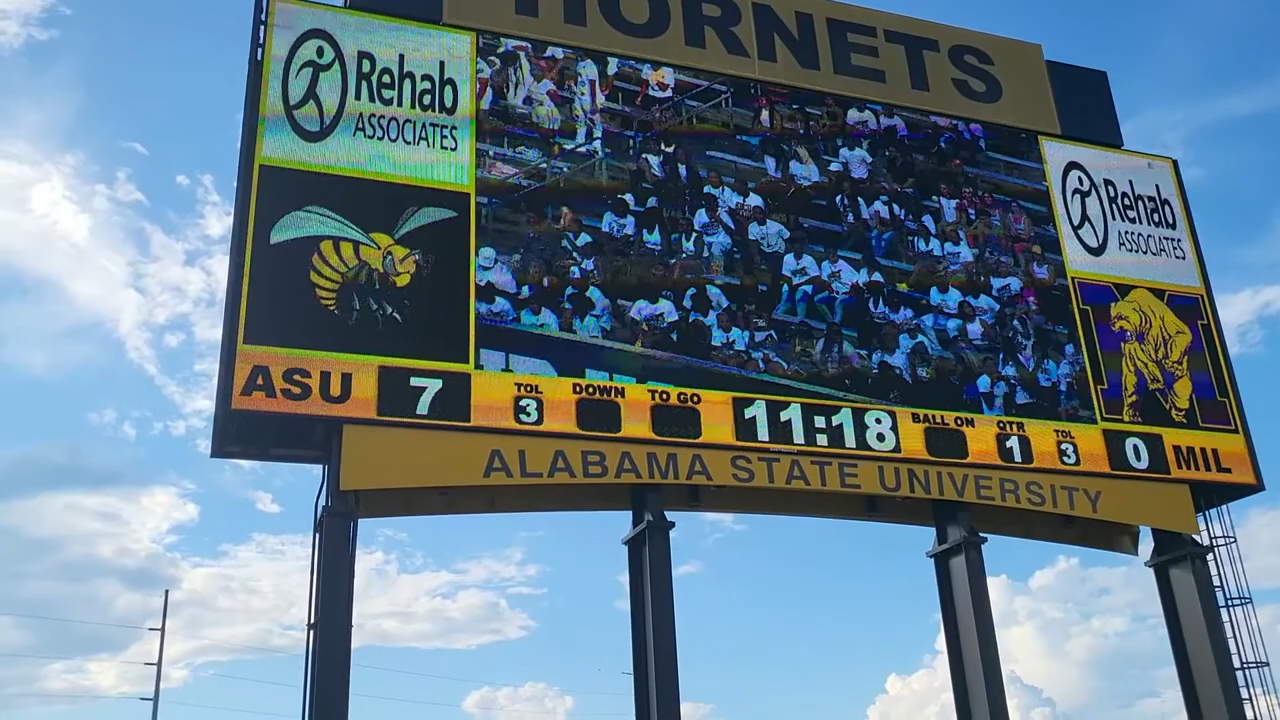 HORNETS
Rehab
ASSOCIATES
Rehab
ASSOCIATES
M
ASU 7 TOL 3 DOWN TO GO 11:18 BALL ON QTR 1 TOL 3 0 MIL
ALABAMA STATE UNIVERSITY